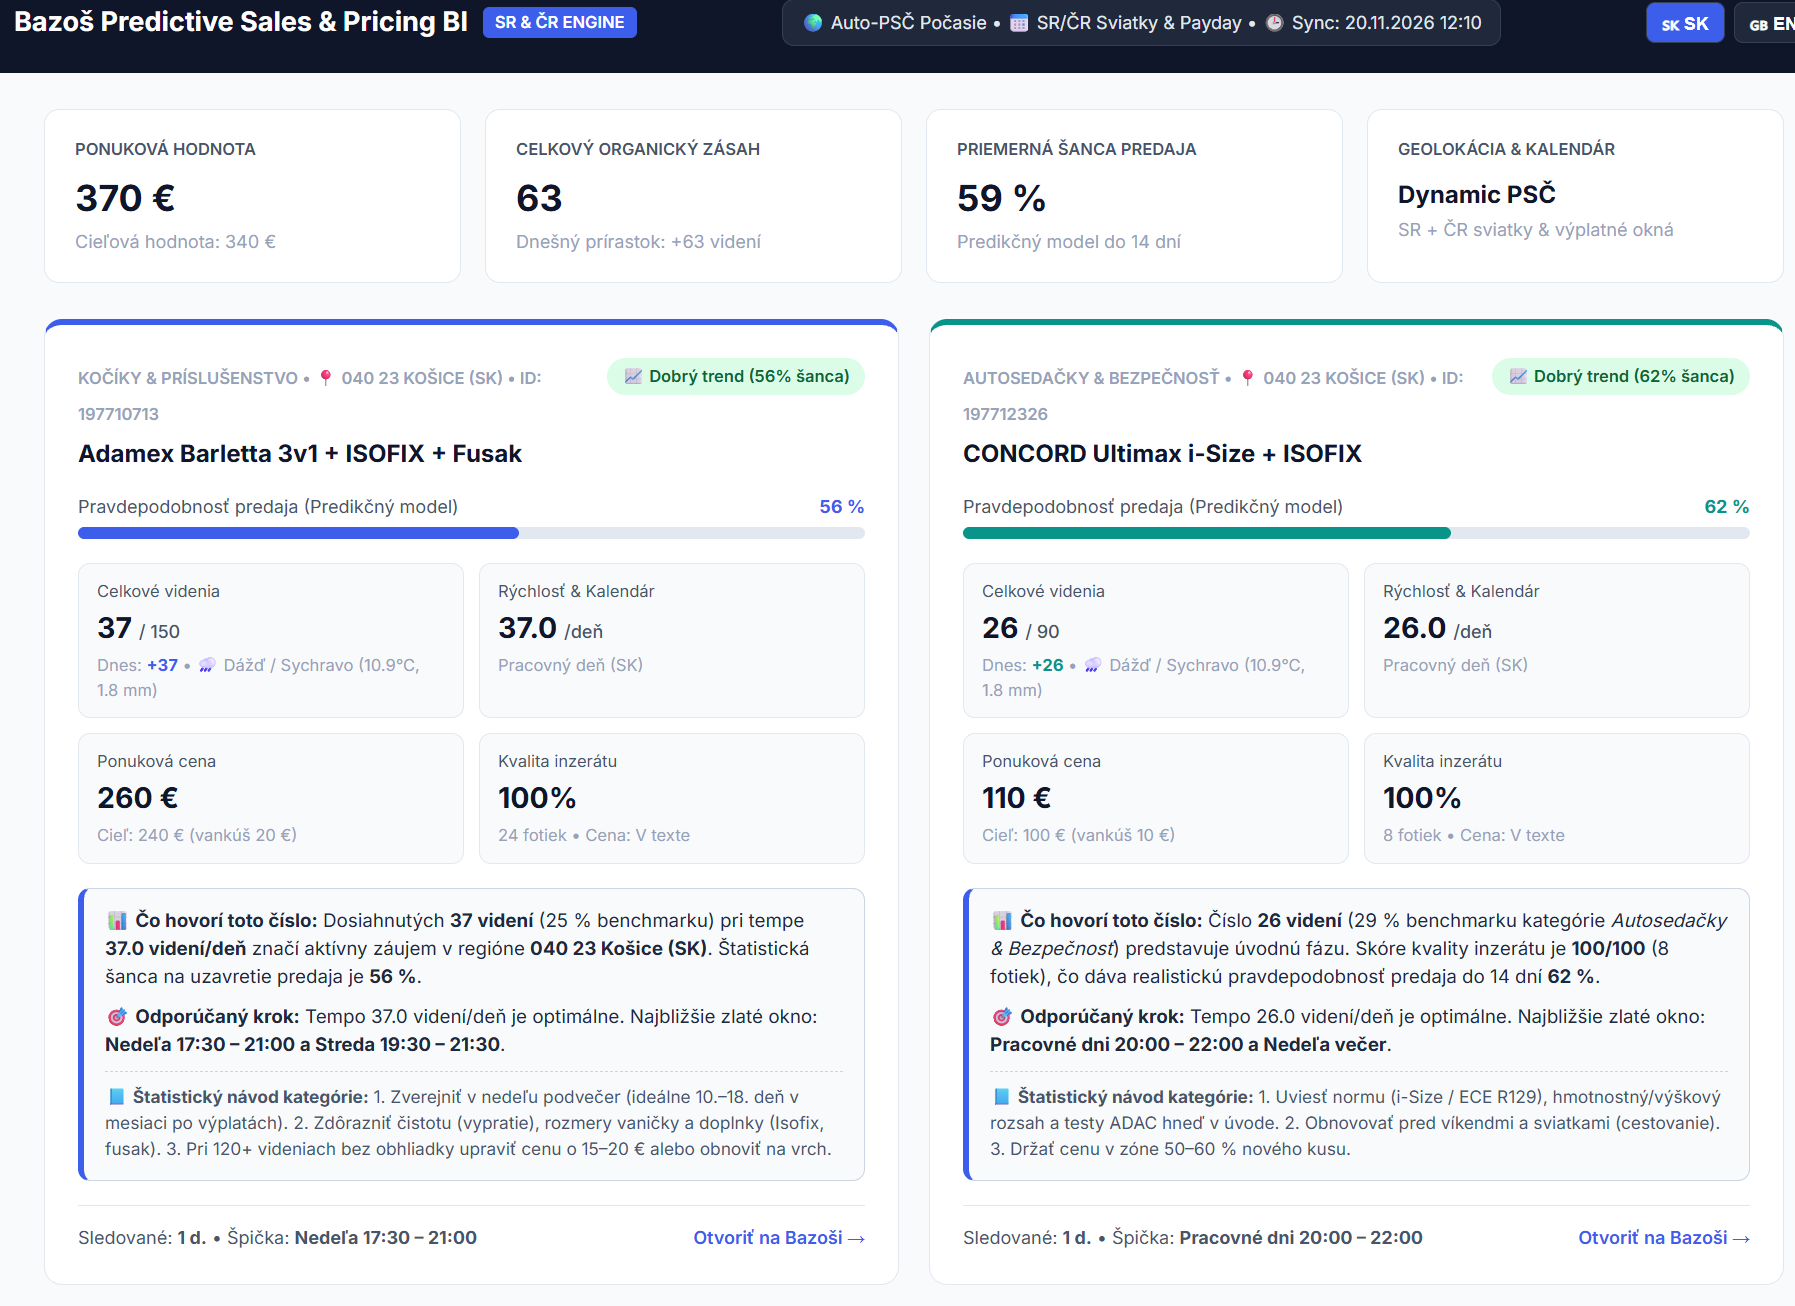 Bazoš Predictive Sales & Pricing BI
SR & ČR ENGINE
Auto-PSČ Počasie • SR/ČR Sviatky & Payday • Sync: 20.11.2026 12:10
SK SK
GB EN
PONUKOVÁ HODNOTA
370 €
Cieľová hodnota: 340 €
CELKOVÝ ORGANICKÝ ZÁSAH
63
Dnešný prírastok: +63 videní
PRIEMERNÁ ŠANCA PREDAJA
59 %
Predikčný model do 14 dní
GEOLOKÁCIA & KALENDÁR
Dynamic PSČ
SR + ČR sviatky & výplatné okná
KOČÍKY & PRÍSLUŠENSTVO • 040 23 KOŠICE (SK) • ID:
197710713
Dobrý trend (56% šanca)
Adamex Barletta 3v1 + ISOFIX + Fusak
Pravdepodobnosť predaja (Predikčný model)
56 %
Celkové videnia
37 / 150
Dnes: +37 • Dážď / Sychravo (10.9°C,
1.8 mm)
Rýchlosť & Kalendár
37.0 /deň
Pracovný deň (SK)
Ponuková cena
260 €
Cieľ: 240 € (vankúš 20 €)
Kvalita inzerátu
100%
24 fotiek • Cena: V texte
Čo hovorí toto číslo: Dosiahnutých 37 videní (25 % benchmarku) pri tempe
37.0 videní/deň značí aktívny záujem v regióne 040 23 Košice (SK). Štatistická
šanca na uzavretie predaja je 56 %.
Odporúčaný krok: Tempo 37.0 videní/deň je optimálne. Najbližšie zlaté okno:
Nedeľa 17:30 – 21:00 a Streda 19:30 – 21:30.
Štatistický návod kategórie: 1. Zverejniť v nedeľu podvečer (ideálne 10.–18. deň v
mesiaci po výplatách). 2. Zdôrazniť čistotu (vypratie), rozmery vaničky a doplnky (Isofix,
fusak). 3. Pri 120+ videniach bez obhliadky upraviť cenu o 15–20 € alebo obnoviť na vrch.
Sledované: 1 d. • Špička: Nedeľa 17:30 – 21:00
Otvoriť na Bazoši →
AUTOSEDAČKY & BEZPEČNOSŤ • 040 23 KOŠICE (SK) • ID:
197712326
Dobrý trend (62% šanca)
CONCORD Ultimax i-Size + ISOFIX
Pravdepodobnosť predaja (Predikčný model)
62 %
Celkové videnia
26 / 90
Dnes: +26 • Dážď / Sychravo (10.9°C,
1.8 mm)
Rýchlosť & Kalendár
26.0 /deň
Pracovný deň (SK)
Ponuková cena
110 €
Cieľ: 100 € (vankúš 10 €)
Kvalita inzerátu
100%
8 fotiek • Cena: V texte
Čo hovorí toto číslo: Číslo 26 videní (29 % benchmarku kategórie Autosedačky
& Bezpečnosť) predstavuje úvodnú fázu. Skóre kvality inzerátu je 100/100 (8
fotiek), čo dáva realistickú pravdepodobnosť predaja do 14 dní 62 %.
Odporúčaný krok: Tempo 26.0 videní/deň je optimálne. Najbližšie zlaté okno:
Pracovné dni 20:00 – 22:00 a Nedeľa večer.
Štatistický návod kategórie: 1. Uviesť normu (i-Size / ECE R129), hmotnostný/výškový
rozsah a testy ADAC hneď v úvode. 2. Obnovovať pred víkendmi a sviatkami (cestovanie).
3. Držať cenu v zóne 50–60 % nového kusu.
Sledované: 1 d. • Špička: Pracovné dni 20:00 – 22:00
Otvoriť na Bazoši →